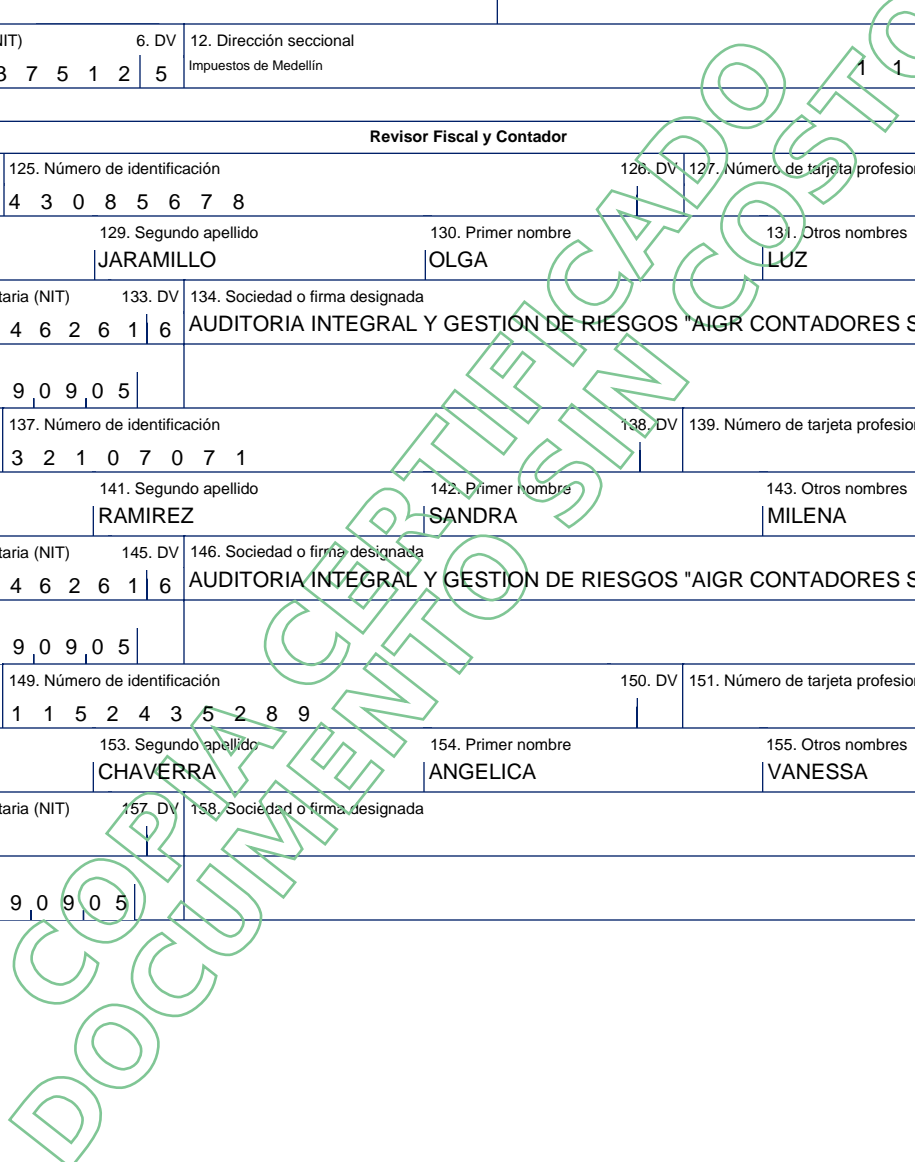 NIT) 6. DV 12. Dirección seccional
8 7 5 1 2 5 Impuestos de Medellín 1 1
Revisor Fiscal y Contador
125. Número de identificación 126. DV 127. Número de tarjeta profesion
4 3 0 8 5 6 7 8
129. Segundo apellido 130. Primer nombre 131. Otros nombres
JARAMILLO OLGA LUZ
taria (NIT) 133. DV 134. Sociedad o firma designada
4 6 2 6 1 6 AUDITORIA INTEGRAL Y GESTION DE RIESGOS "AIGR CONTADORES S
9 0 9 0 5
137. Número de identificación 138. DV 139. Número de tarjeta profesion
3 2 1 0 7 0 7 1
141. Segundo apellido 142. Primer nombre 143. Otros nombres
RAMIREZ SANDRA MILENA
taria (NIT) 145. DV 146. Sociedad o firma designada
4 6 2 6 1 6 AUDITORIA INTEGRAL Y GESTION DE RIESGOS "AIGR CONTADORES S
9 0 9 0 5
149. Número de identificación 150. DV 151. Número de tarjeta profesion
1 1 5 2 4 3 5 2 8 9
153. Segundo apellido 154. Primer nombre 155. Otros nombres
CHAVERRA ANGELICA VANESSA
taria (NIT) 157. DV 158. Sociedad o firma designada
9 0 9 0 5
COPIA CERTIFICADO
DOCUMENTO SIN COSTO